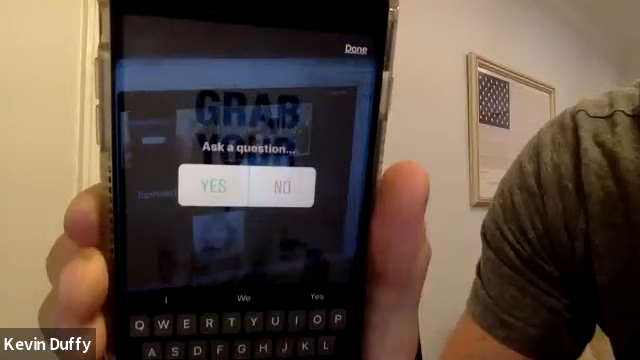 Done
GRAB
YOUR
Ask a question...
YES NO
I We Yes
Q W E R T Y U I O P
A S D F G H J K L
Kevin Duffy